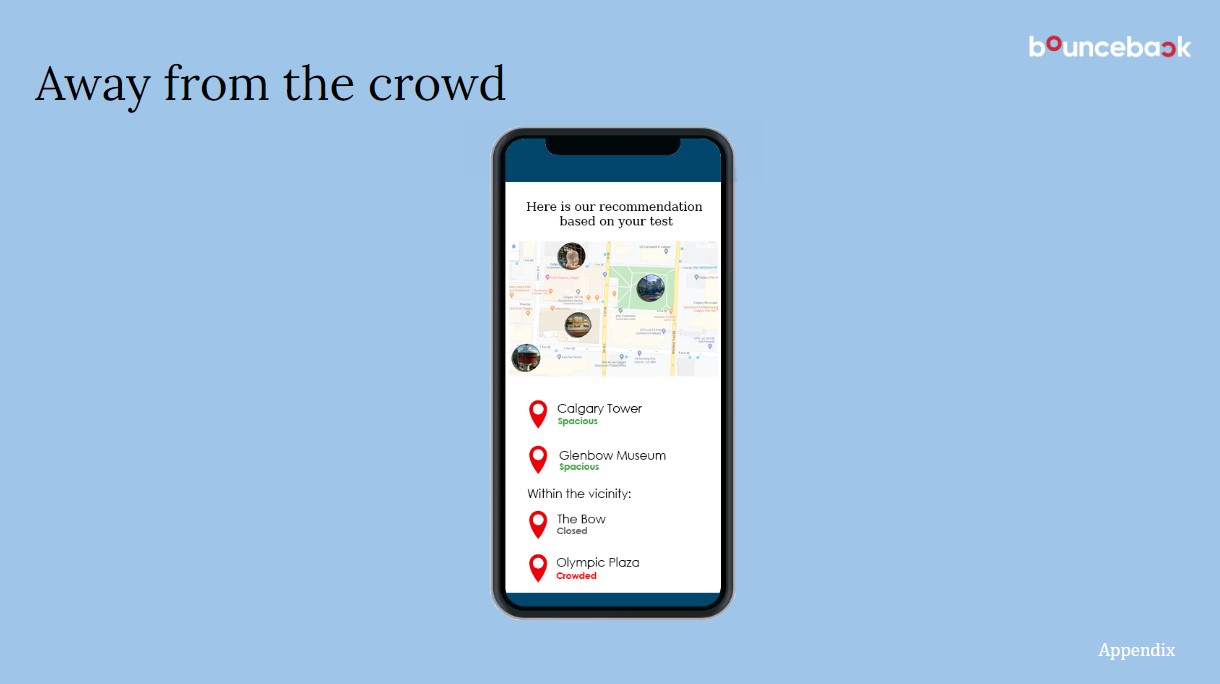 bounceback
Away from the crowd
Here is our recommendation
based on your test
Calgary Tower
Spacious
Glenbow Museum
Spacious
Within the vicinity:
The Bow
Closed
Olympic Plaza
Crowded
Appendix